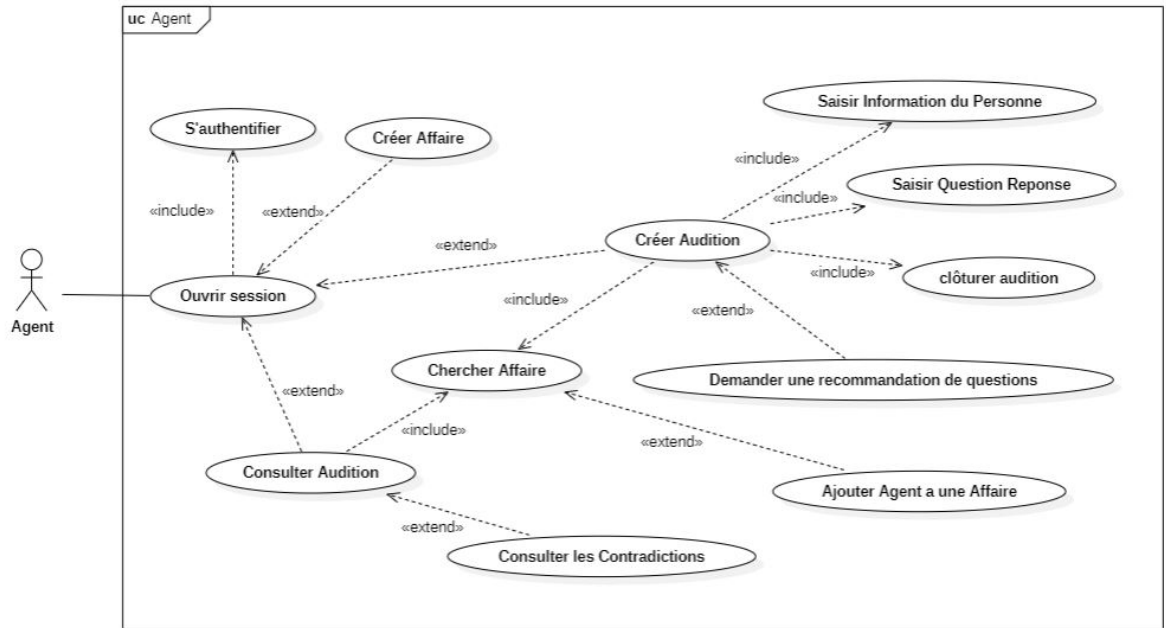 uc Agent
Saisir Information du Personne
S'authentifier
Créer Affaire
«include»
Saisir Question Reponse
«include»
«include»
«extend»
Créer Audition
«extend»
«include»
clôturer audition
Ouvrir session
«include»
«extend»
Agent
Chercher Affaire
Demander une recommandation de questions
«extend»
«include»
«extend»
Consulter Audition
Ajouter Agent a une Affaire
«extend»
Consulter les Contradictions